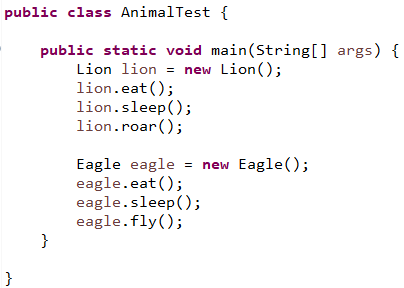 public class AnimalTest {
public static void main(String[] args) {
Lion lion = new Lion();
lion.eat();
lion.sleep();
lion.roar();
Eagle eagle = new Eagle();
eagle.eat();
eagle.sleep();
eagle.fly();
}
}